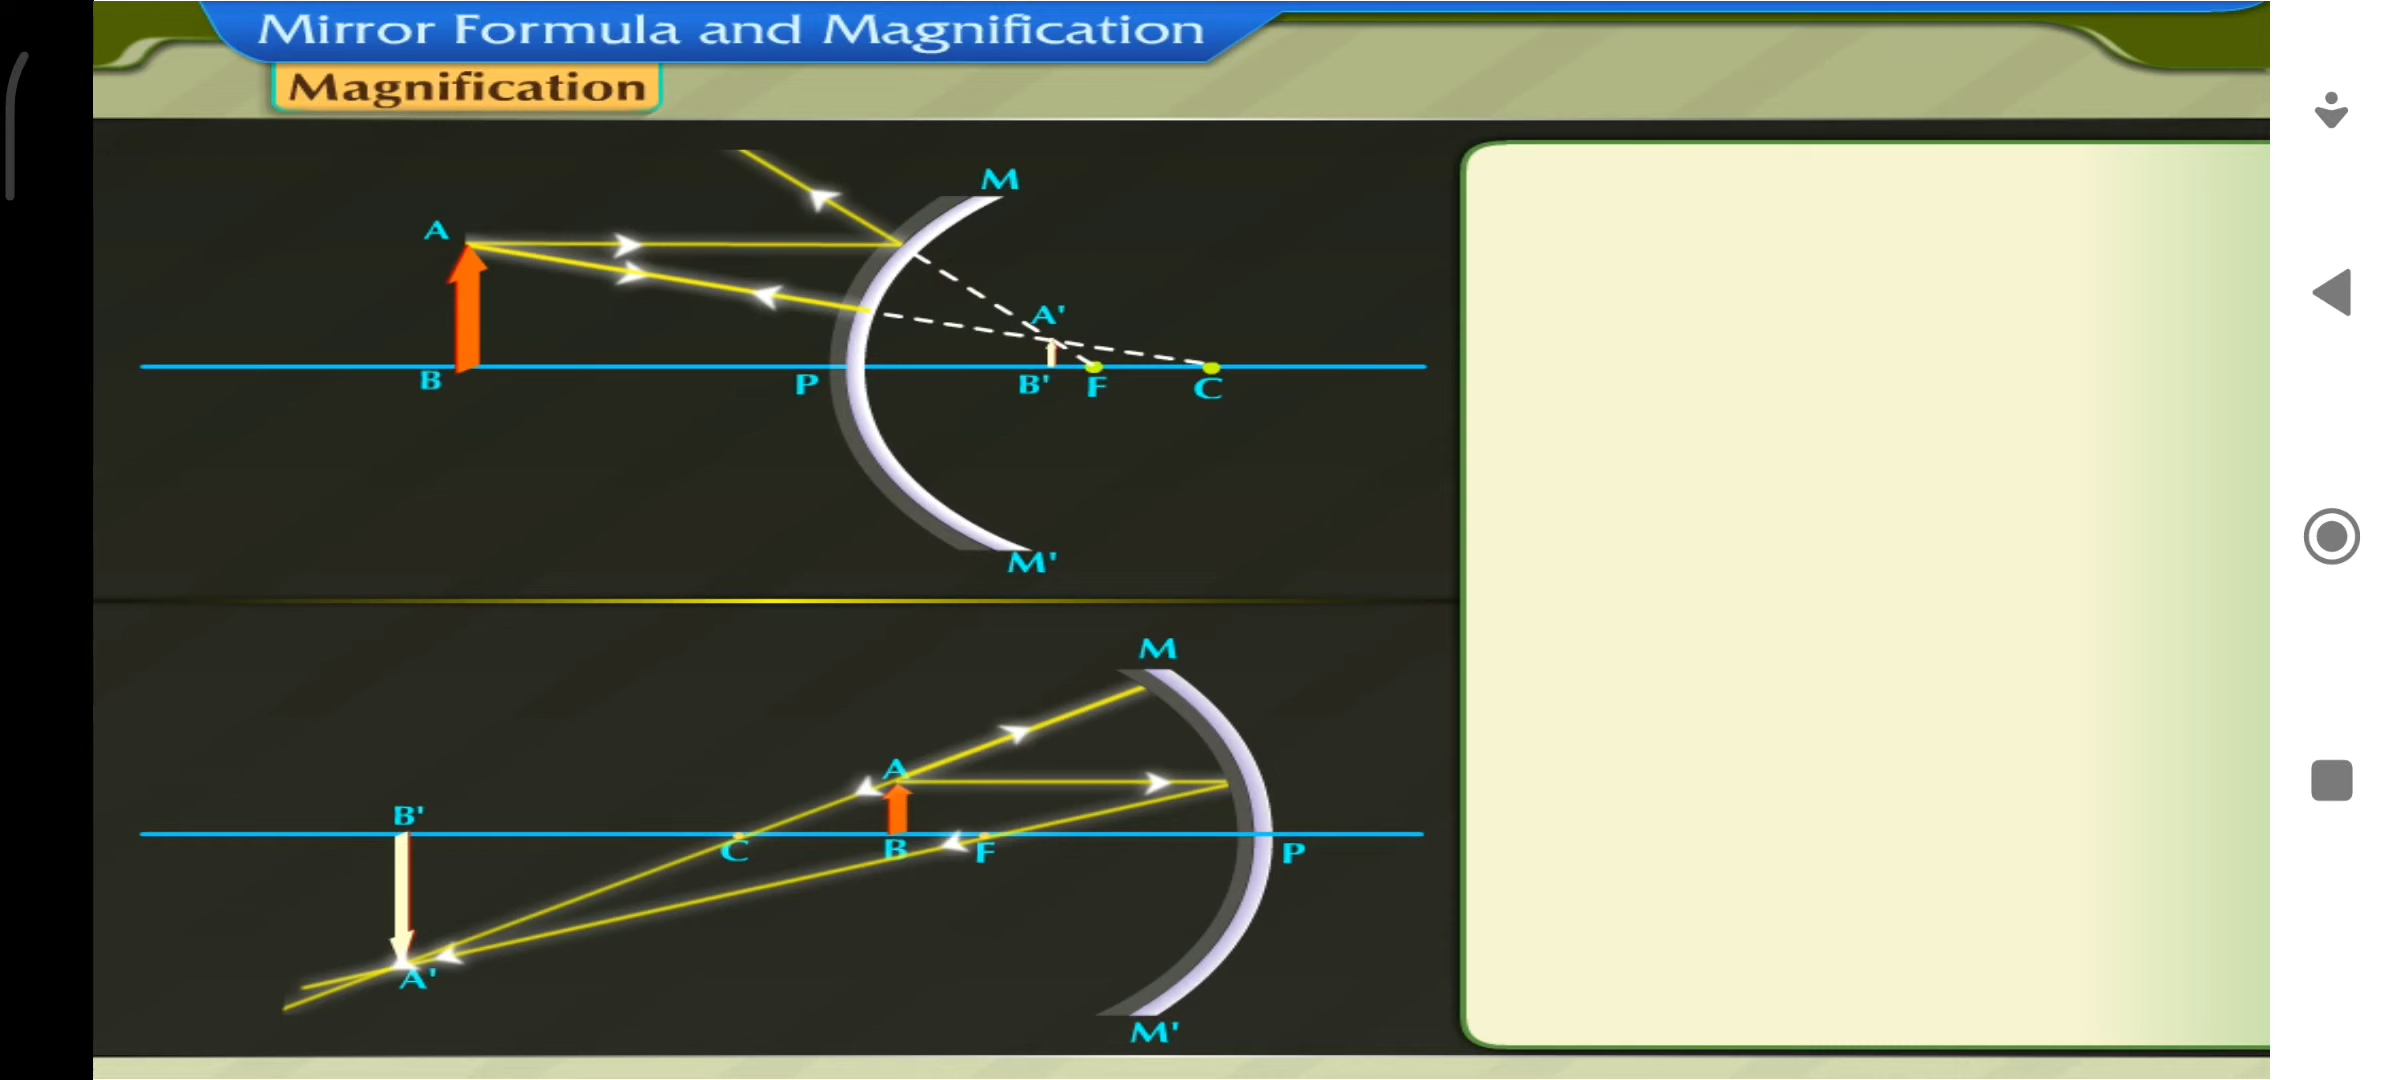 Mirror Formula and Magnification
Magnification
M
A
A'
B
P
B'
F
C
M'
M
A
B'
C
B
F
P
A'
M'